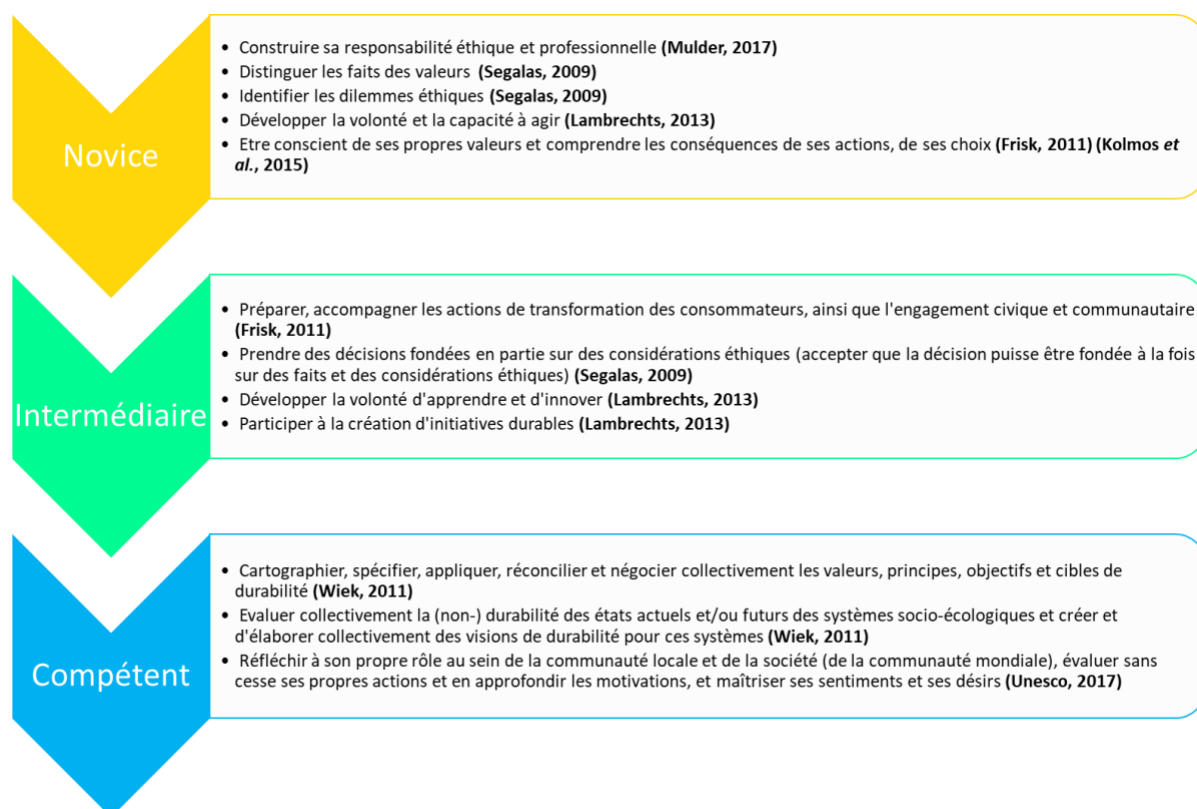 Novice
• Construire sa responsabilité éthique et professionnelle (Mulder, 2017)
• Distinguer les faits des valeurs (Segalas, 2009)
• Identifier les dilemmes éthiques (Segalas, 2009)
• Développer la volonté et la capacité à agir (Lambrechts, 2013)
• Etre conscient de ses propres valeurs et comprendre les conséquences de ses actions, de ses choix (Frisk, 2011) (Kolmos et
al., 2015)
Intermédiaire
• Préparer, accompagner les actions de transformation des consommateurs, ainsi que l'engagement civique et communautaire
(Frisk, 2011)
• Prendre des décisions fondées en partie sur des considérations éthiques (accepter que la décision puisse être fondée à la fois
sur des faits et des considérations éthiques) (Segalas, 2009)
• Développer la volonté d'apprendre et d'innover (Lambrechts, 2013)
• Participer à la création d'initiatives durables (Lambrechts, 2013)
Compétent
• Cartographier, spécifier, appliquer, réconcilier et négocier collectivement les valeurs, principes, objectifs et cibles de
durabilité (Wiek, 2011)
• Evaluer collectivement la (non-) durabilité des états actuels et/ou futurs des systèmes socio-écologiques et créer et
d'élaborer collectivement des visions de durabilité pour ces systèmes (Wiek, 2011)
• Réfléchir à son propre rôle au sein de la communauté locale et de la société (de la communauté mondiale), évaluer sans
cesse ses propres actions et en approfondir les motivations, et maîtriser ses sentiments et ses désirs (Unesco, 2017)